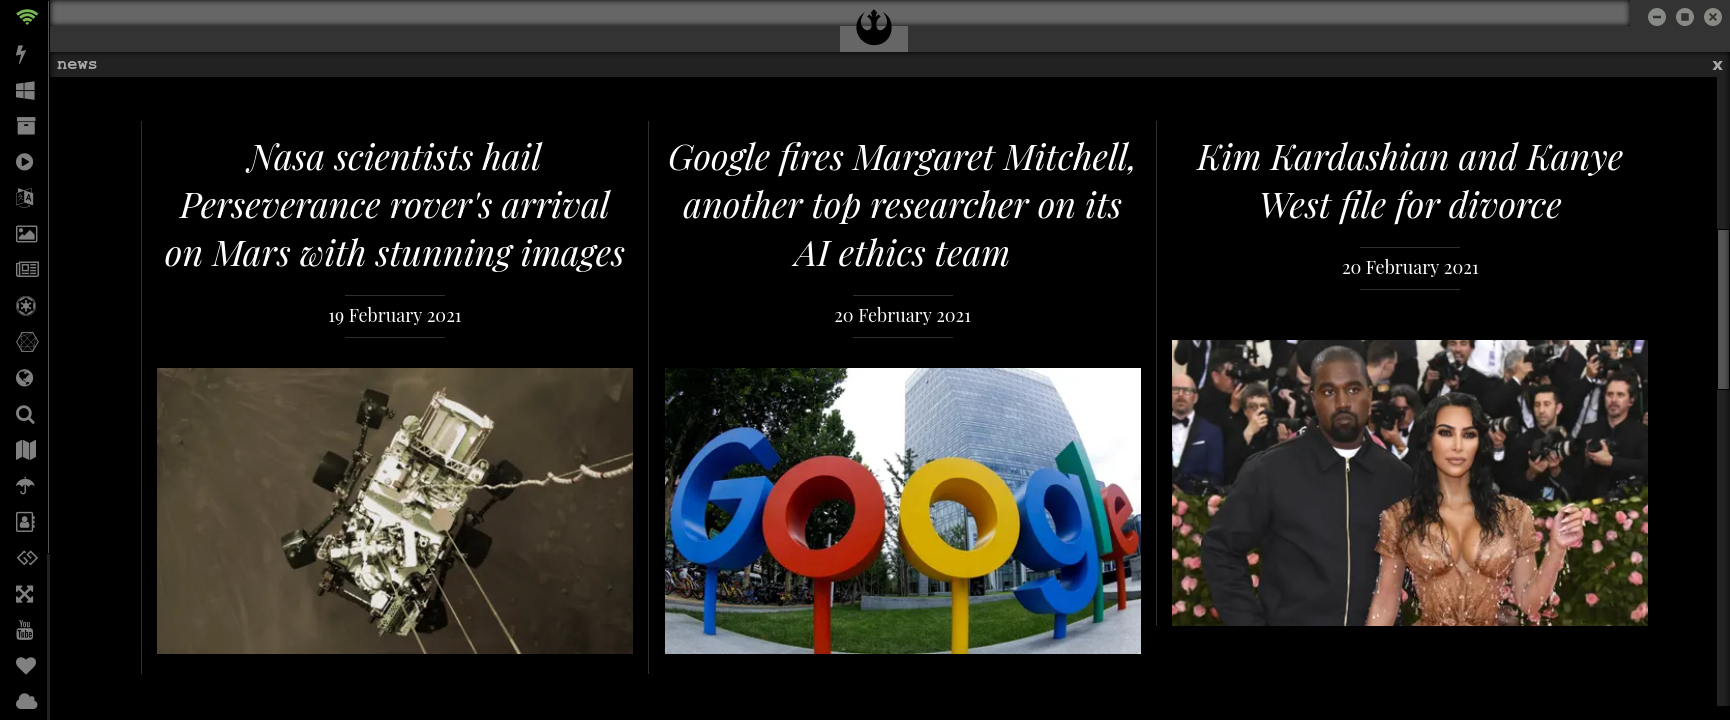 news
x
Nasa scientists hail
Perseverance rover's arrival
on Mars with stunning images
19 February 2021
Google fires Margaret Mitchell,
another top researcher on its
AI ethics team
20 February 2021
Google
Kim Kardashian and Kanye
West file for divorce
20 February 2021
You
Tube